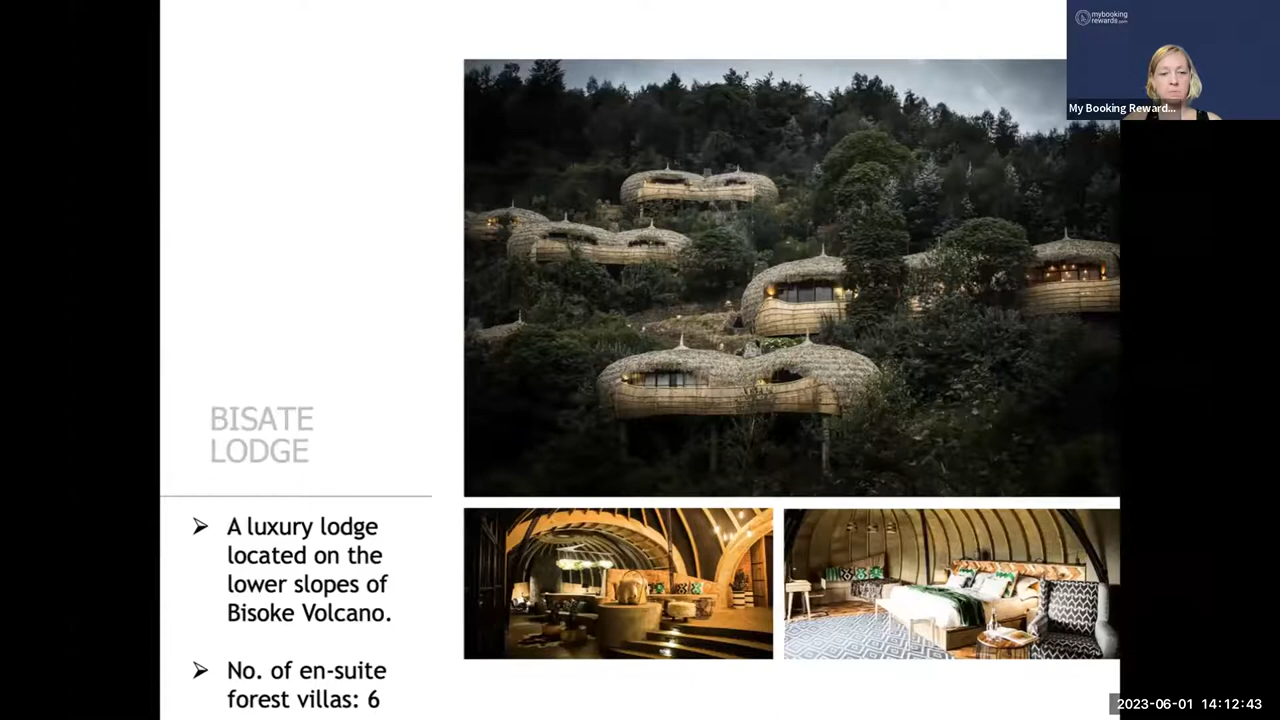 mybooking
rewards.com
My Booking Reward...
BISATE
LODGE
➢ A luxury lodge
located on the
lower slopes of
Bisoke Volcano.
➢ No. of en-suite
forest villas: 6
2023-06-01 14:12:43